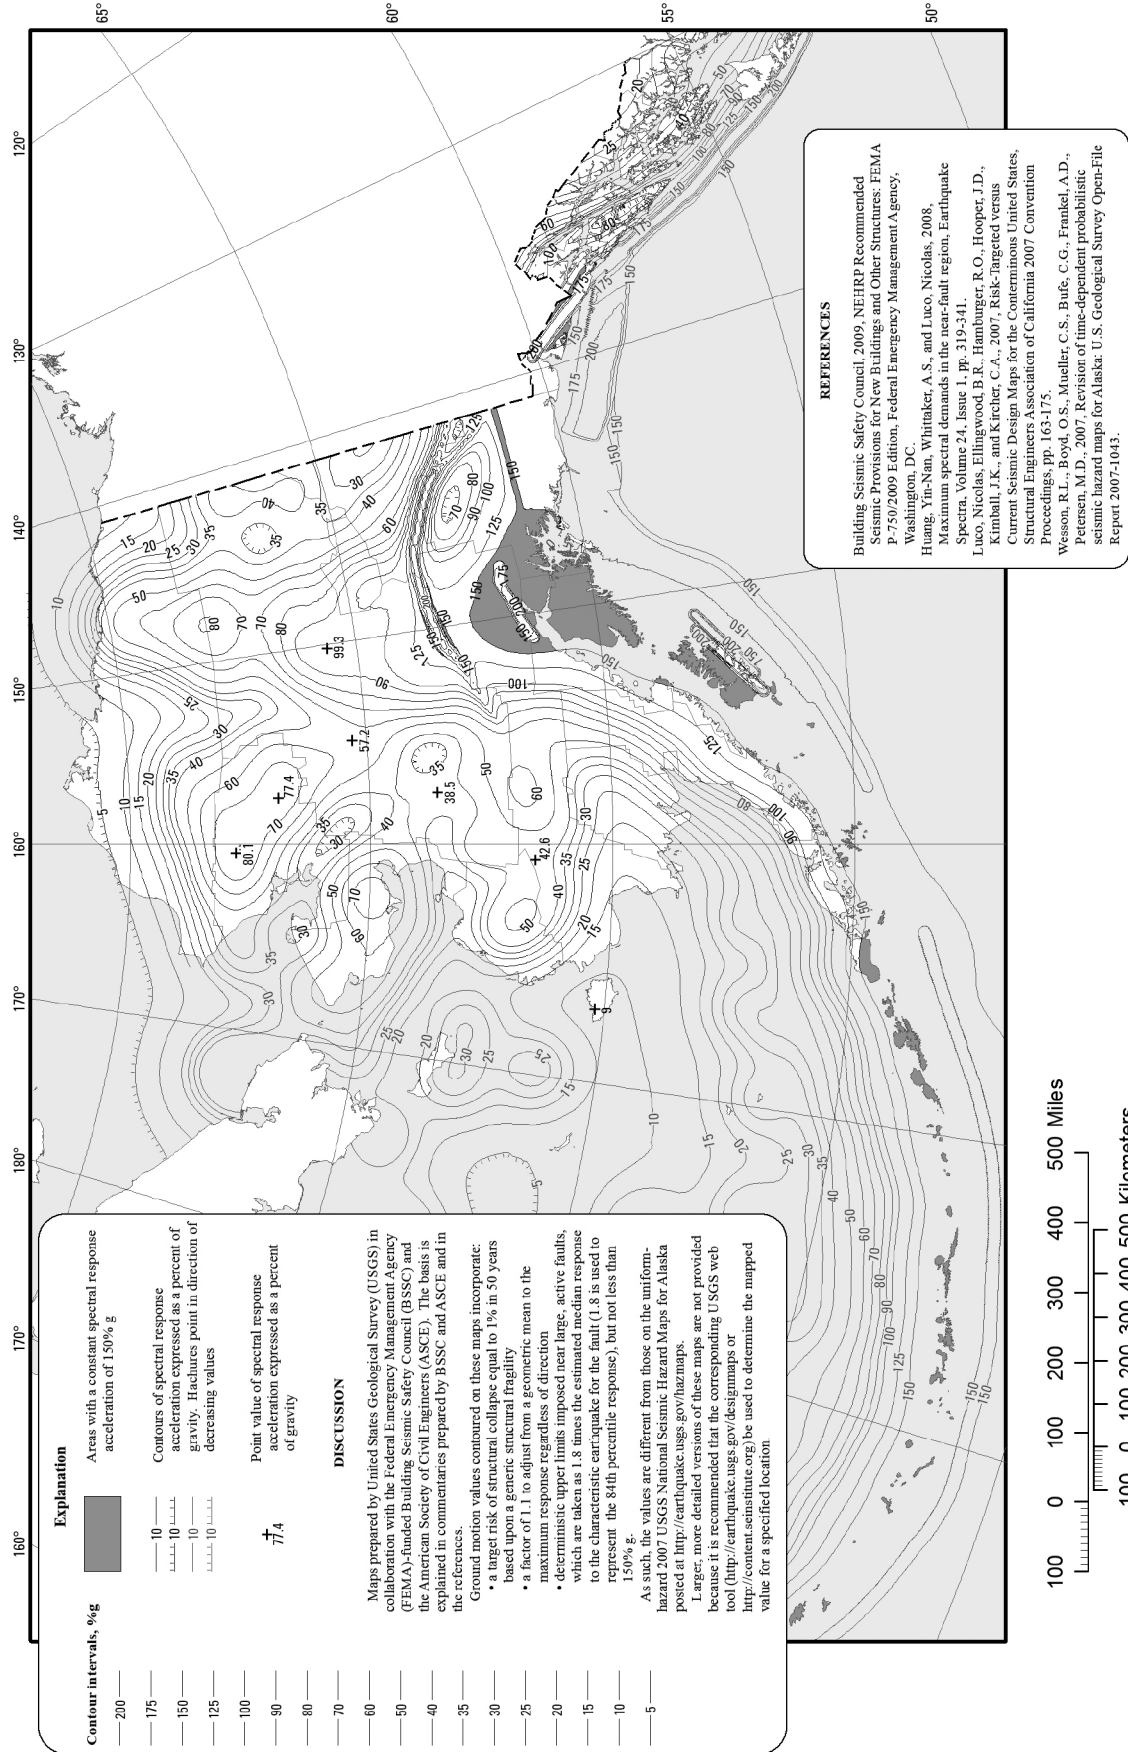 Explanation
Contour intervals, %g
200
175
150
125
100
90
80
70
60
50
40
35
30
25
20
15
10
5
Areas with a constant spectral response
acceleration of 150% g
10
10
10
10
Contours of spectral response
acceleration expressed as a percent of
gravity. Hachures point in direction of
decreasing values
+
77.4
Point value of spectral response
acceleration expressed as a percent
of gravity
DISCUSSION
Maps prepared by United States Geological Survey (USGS) in
collaboration with the Federal Emergency Management Agency
(FEMA)-funded Building Seismic Safety Council (BSSC) and
the American Society of Civil Engineers (ASCE). The basis is
explained in commentaries prepared by BSSC and ASCE and in
the references.
Ground motion values contoured on these maps incorporate:
• a target risk of structural collapse equal to 1% in 50 years
based upon a generic structural fragility
• a factor of 1.1 to adjust from a geometric mean to the
maximum response regardless of direction
• deterministic upper limits imposed near large, active faults,
which are taken as 1.8 times the estimated median response
to the characteristic earthquake for the fault (1.8 is used to
represent the 84th percentile response), but not less than
150% g.
As such, the values are different from those on the uniform-
hazard 2007 USGS National Seismic Hazard Maps for Alaska
posted at http://earthquake.usgs.gov/hazmaps.
Larger, more detailed versions of these maps are not provided
because it is recommended that the corresponding USGS web
tool (http://earthquake.usgs.gov/designmaps or
http://content.seinstitute.org) be used to determine the mapped
value for a specified location
160°
170°
180°
170°
160°
150°
140°
130°
120°
65°
60°
55°
50°
80.1
77.4
57.2
99.3
38.5
42.6
9
REFERENCES
Building Seismic Safety Council, 2009, NEHRP Recommended
Seismic Provisions for New Buildings and Other Structures: FEMA
P-750/2009 Edition, Federal Emergency Management Agency,
Washington, DC.
Huang, Yin-Nan, Whittaker, A.S., and Luco, Nicolas, 2008,
Maximum spectral demands in the near-fault region, Earthquake
Spectra, Volume 24, Issue 1, pp. 319-341.
Luco, Nicolas, Ellingwood, B.R., Hamburger, R.O., Hooper, J.D.,
Kimball, J.K., and Kircher, C.A., 2007, Risk-Targeted versus
Current Seismic Design Maps for the Conterminous United States,
Structural Engineers Association of California 2007 Convention
Proceedings, pp. 163-175.
Wesson, R.L., Boyd, O.S., Mueller, C.S., Bufe, C.G., Frankel, A.D.,
Petersen, M.D., 2007, Revision of time-dependent probabilistic
seismic hazard maps for Alaska: U.S. Geological Survey Open-File
Report 2007-1043.
100 0 100 200 300 400 500 Miles
100 0 100 200 300 400 500 Kilometers